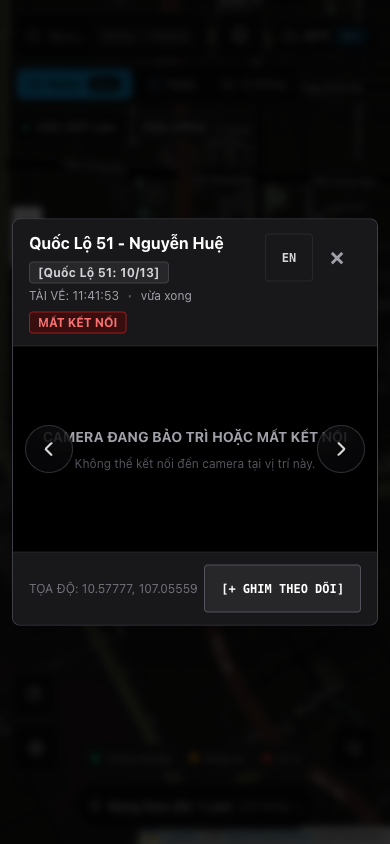 Quốc Lộ 51 - Nguyễn Huệ
EN
[Quốc Lộ 51: 10/13]
TẢI VỀ: 11:41:53 · vừa xong
MẤT KẾT NỐI
CAMERA ĐANG BẢO TRÌ HOẶC MẤT KẾT NỐI
Không thể kết nối đến camera tại vị trí này.
TỌA ĐỘ: 10.57777, 107.05559
[+ GHIM THEO DÕI]